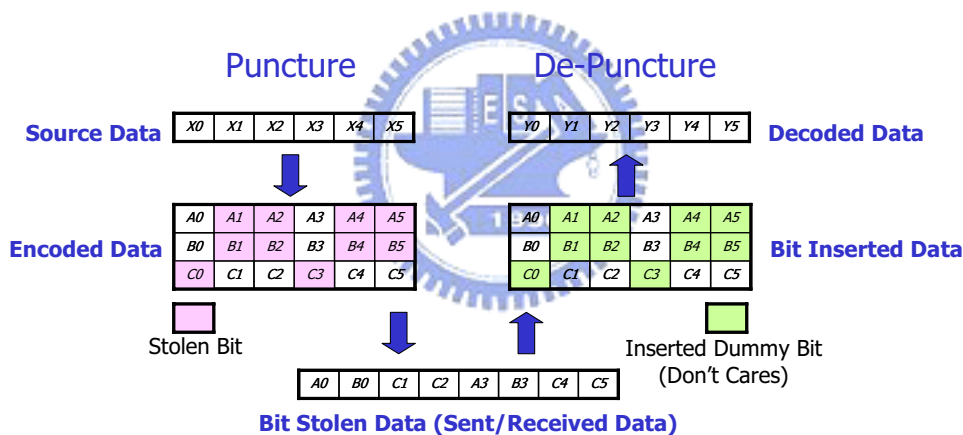 Puncture De-Puncture
Source Data X0 X1 X2 X3 X4 X5 Y0 Y1 Y2 Y3 Y4 Y5 Decoded Data
A0 A1 A2 A3 A4 A5 A0 A1 A2 A3 A4 A5
Encoded Data B0 B1 B2 B3 B4 B5 B0 B1 B2 B3 B4 B5 Bit Inserted Data
C0 C1 C2 C3 C4 C5 C0 C1 C2 C3 C4 C5
Stolen Bit Inserted Dummy Bit
(Don't Cares)
A0 B0 C1 C2 A3 B3 C4 C5
Bit Stolen Data (Sent/Received Data)